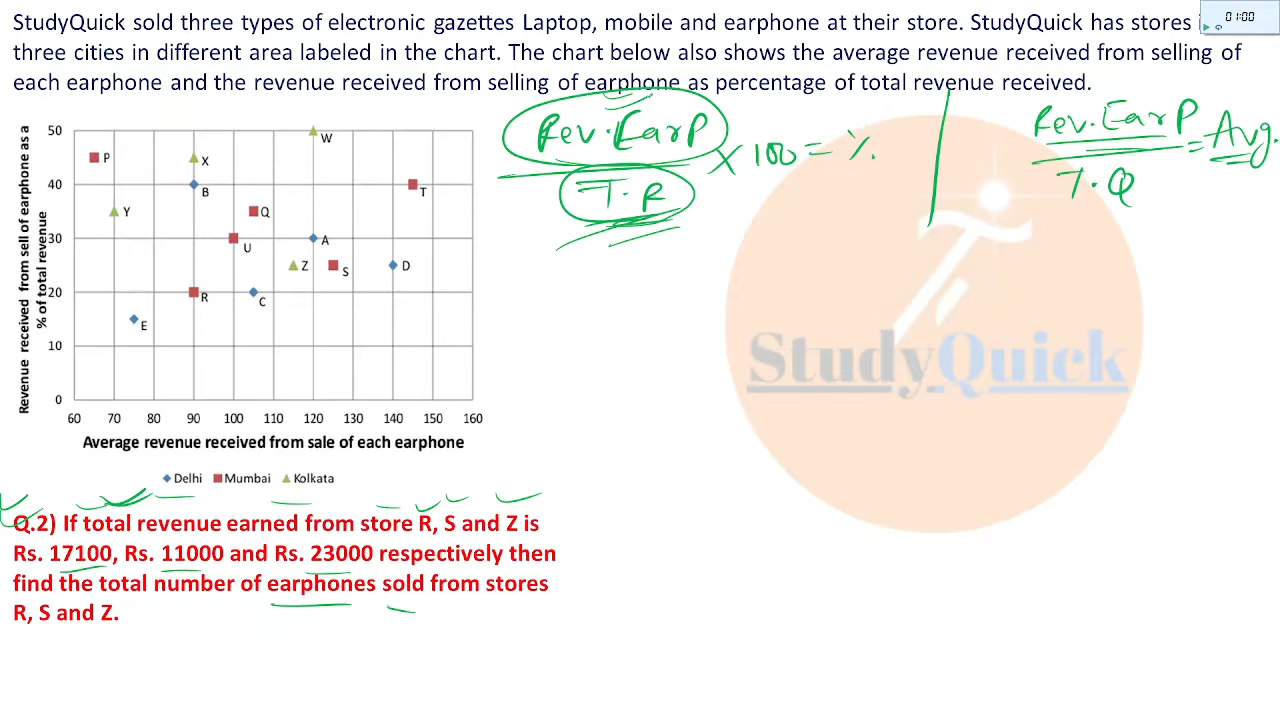 StudyQuick sold three types of electronic gazettes Laptop, mobile and earphone at their store. StudyQuick has stores
three cities in different area labeled in the chart. The chart below also shows the average revenue received from selling of
each earphone and the revenue received from selling of earphone as percentage of total revenue received.
01:00
Rev. EarP
T.R
X 100 = %.
Rev. EarP
T.Q
= Avg.
Revenue received from sell of earphone as a
% of total revenue
50
40
30
20
10
0
W
P
X
B
T
Y
Q
U
A
Z
S
D
R
C
E
60 70 80 90 100 110 120 130 140 150 160
Average revenue received from sale of each earphone
Delhi Mumbai Kolkata
StudyQuick
Q.2) If total revenue earned from store R, S and Z is
Rs. 17100, Rs. 11000 and Rs. 23000 respectively then
find the total number of earphones sold from stores
R, S and Z.